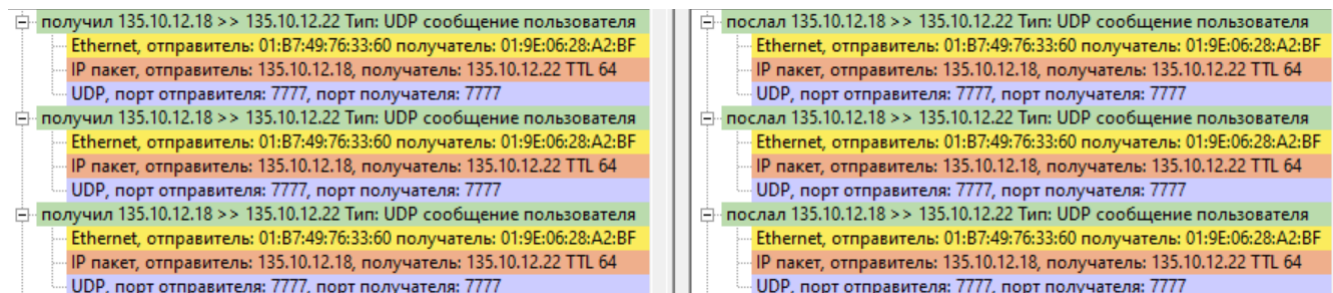 получил 135.10.12.18 >> 135.10.12.22 Тип: UDP сообщение пользователя
Ethernet, отправитель: 01:B7:49:76:33:60 получатель: 01:9E:06:28:A2:BF
IP пакет, отправитель: 135.10.12.18, получатель: 135.10.12.22 TTL 64
UDP, порт отправителя: 7777, порт получателя: 7777
получил 135.10.12.18 >> 135.10.12.22 Тип: UDP сообщение пользователя
Ethernet, отправитель: 01:B7:49:76:33:60 получатель: 01:9E:06:28:A2:BF
IP пакет, отправитель: 135.10.12.18, получатель: 135.10.12.22 TTL 64
UDP, порт отправителя: 7777, порт получателя: 7777
получил 135.10.12.18 >> 135.10.12.22 Тип: UDP сообщение пользователя
Ethernet, отправитель: 01:B7:49:76:33:60 получатель: 01:9E:06:28:A2:BF
IP пакет, отправитель: 135.10.12.18, получатель: 135.10.12.22 TTL 64
UDP, порт отправителя: 7777, порт получателя: 7777
послал 135.10.12.18 >> 135.10.12.22 Тип: UDP сообщение пользователя
Ethernet, отправитель: 01:B7:49:76:33:60 получатель: 01:9E:06:28:A2:BF
IP пакет, отправитель: 135.10.12.18, получатель: 135.10.12.22 TTL 64
UDP, порт отправителя: 7777, порт получателя: 7777
послал 135.10.12.18 >> 135.10.12.22 Тип: UDP сообщение пользователя
Ethernet, отправитель: 01:B7:49:76:33:60 получатель: 01:9E:06:28:A2:BF
IP пакет, отправитель: 135.10.12.18, получатель: 135.10.12.22 TTL 64
UDP, порт отправителя: 7777, порт получателя: 7777
послал 135.10.12.18 >> 135.10.12.22 Тип: UDP сообщение пользователя
Ethernet, отправитель: 01:B7:49:76:33:60 получатель: 01:9E:06:28:A2:BF
IP пакет, отправитель: 135.10.12.18, получатель: 135.10.12.22 TTL 64
UDP, порт отправителя: 7777, порт получателя: 7777